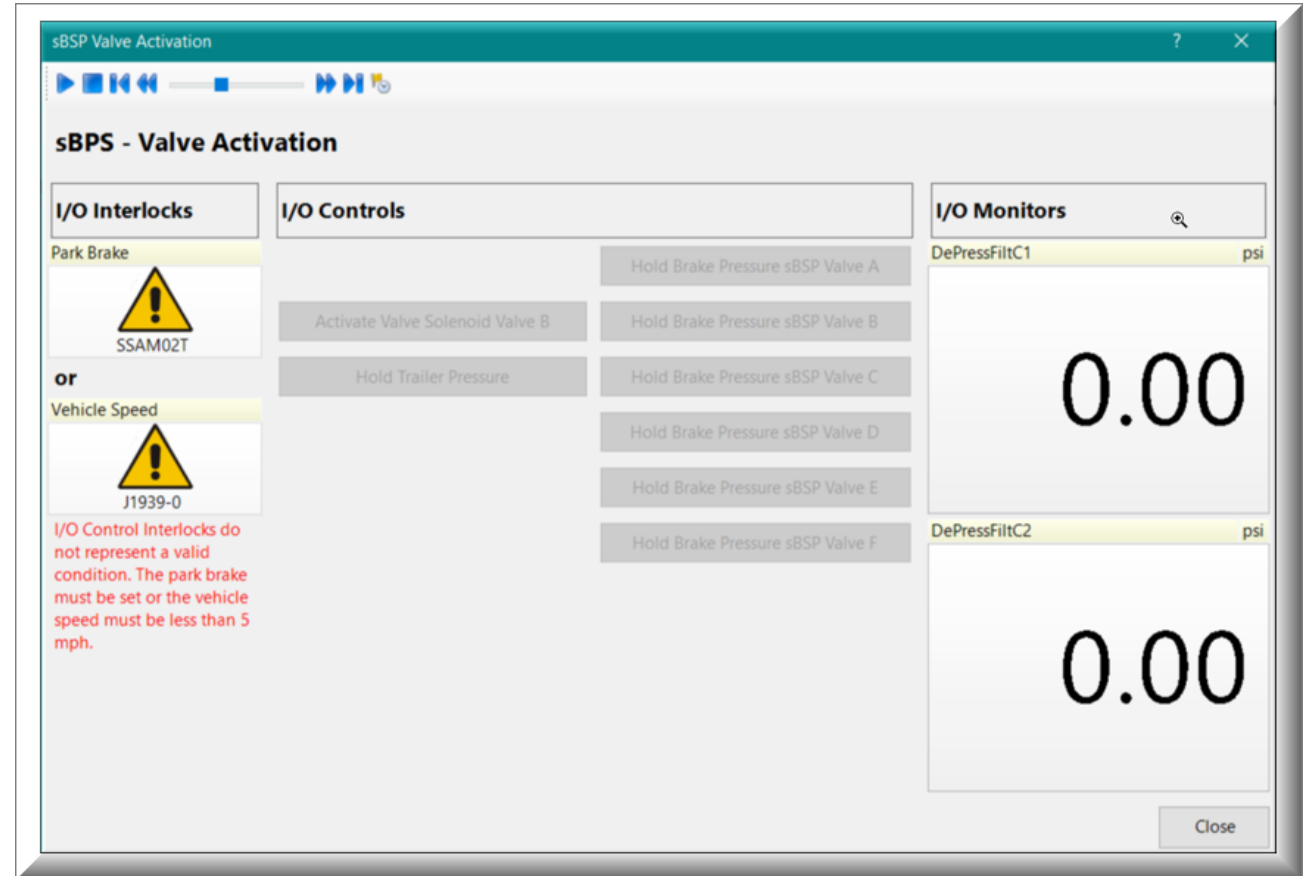 sBSP Valve Activation
?
sBPS - Valve Activation
I/O Interlocks
I/O Controls
I/O Monitors
Park Brake
SSAM02T
or
Vehicle Speed
J1939-0
I/O Control Interlocks do
not represent a valid
condition. The park brake
must be set or the vehicle
speed must be less than 5
mph.
Activate Valve Solenoid Valve B
Hold Trailer Pressure
Hold Brake Pressure sBSP Valve A
Hold Brake Pressure sBSP Valve B
Hold Brake Pressure sBSP Valve C
Hold Brake Pressure sBSP Valve D
Hold Brake Pressure sBSP Valve E
Hold Brake Pressure sBSP Valve F
DePressFiltC1 psi
0.00
DePressFiltC2 psi
0.00
Close